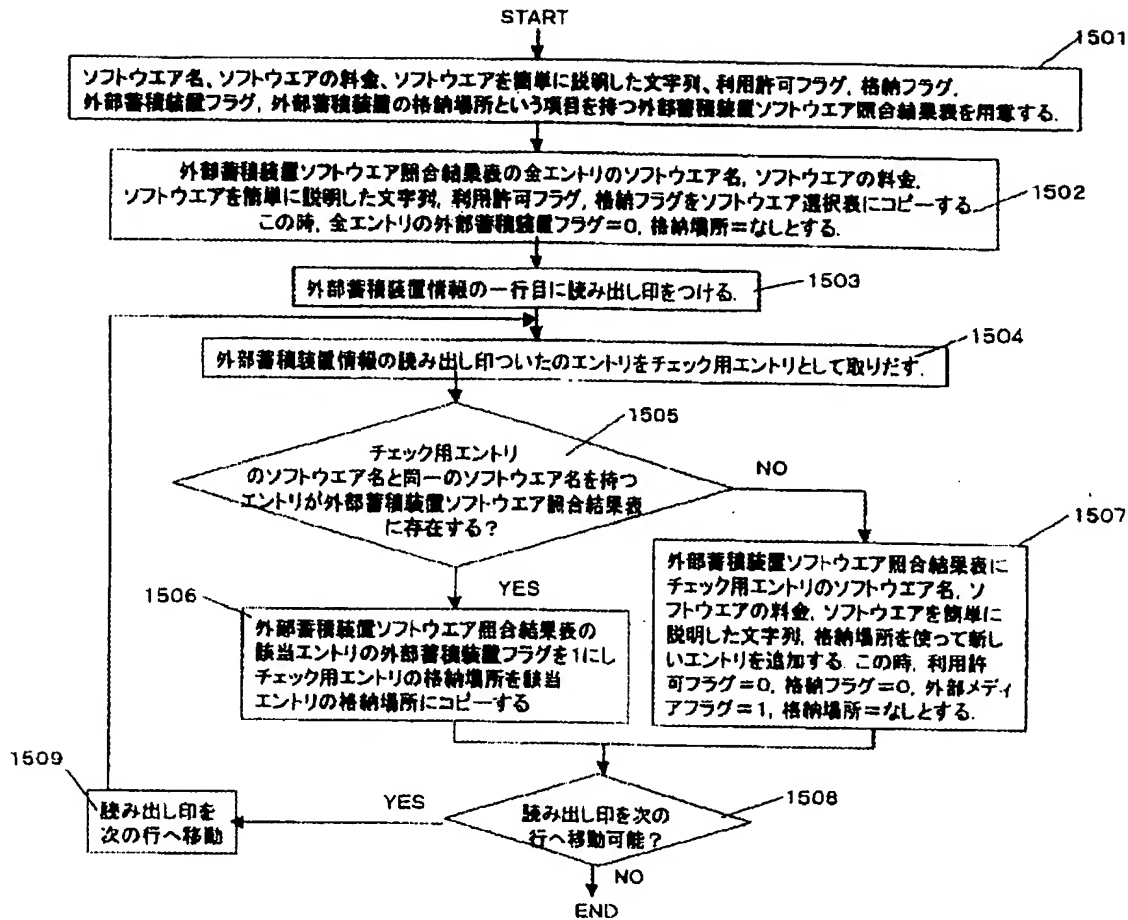 START
1501
ソフトウエア名、ソフトウエアの料金、ソフトウエアを簡単に説明した文字列、利用許可フラグ, 格納フラグ,
外部蓄積装置フラグ, 外部蓄積装置の格納場所という項目を持つ外部蓄積装置ソフトウエア照合結果表を用意する.
外部蓄積装置ソフトウエア照合結果表の全エントリのソフトウエア名, ソフトウエアの料金,
ソフトウエアを簡単に説明した文字列, 利用許可フラグ, 格納フラグをソフトウエア選択表にコピーする.
この時, 全エントリの外部蓄積装置フラグ=0, 格納場所=なしとする.
1502
外部蓄積装置情報の一行目に読み出し印をつける.
1503
1504
外部蓄積装置情報の読み出し印ついたのエントリをチェック用エントリとして取りだす.
1505
チェック用エントリ
のソフトウエア名と同一のソフトウエア名を持つ
エントリが外部蓄積装置ソフトウエア照合結果表
に存在する?
NO
YES
1506
外部蓄積装置ソフトウエア照合結果表の
該当エントリの外部蓄積装置フラグを1にし
チェック用エントリの格納場所を該当
エントリの格納場所にコピーする
1507
外部蓄積装置ソフトウエア照合結果表に
チェック用エントリのソフトウエア名, ソ
フトウエアの料金, ソフトウエアを簡単に
説明した文字列, 格納場所を使って新し
いエントリを追加する. この時, 利用許
可フラグ=0, 格納フラグ=0, 外部メディ
アフラグ=1, 格納場所=なしとする.
1508
読み出し印を次の
行へ移動可能?
YES
1509
読み出し印を
次の行へ移動
NO
END